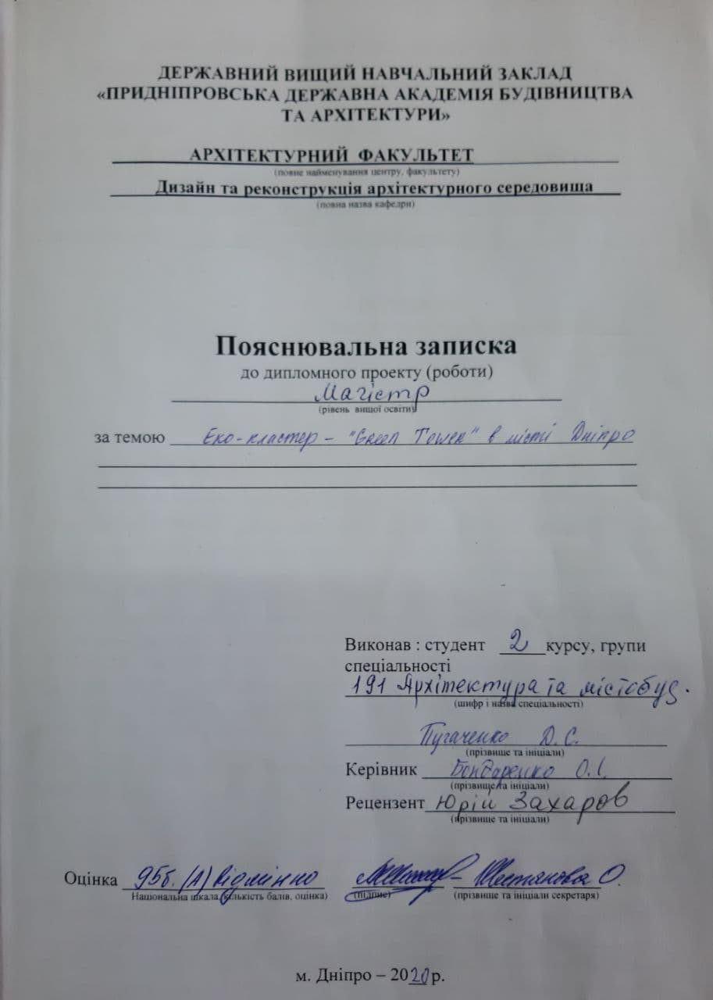 ДЕРЖАВНИЙ ВИЩИЙ НАВЧАЛЬНИЙ ЗАКЛАД
«ПРИДНІПРОВСЬКА ДЕРЖАВНА АКАДЕМІЯ БУДІВНИЦТВА
ТА АРХІТЕКТУРИ»
АРХІТЕКТУРНИЙ ФАКУЛЬТЕТ
(повне найменування центру, факультету)
Дизайн та реконструкція архітектурного середовища
(повна назва кафедри)
Пояснювальна записка
до дипломного проекту (роботи)
Магістр
(рівень вищої освіти)
за темою Еко-кластер – "Green Tower" в місті Дніпро
Виконав : студент 2 курсу, групи
спеціальності
191 Архітектура та містобуд.
(шифр і назва спеціальності)
Пугаченко Д. С.
(прізвище та ініціали)
Керівник Бондаренко О.І.
(прізвище та ініціали)
Рецензент Юрій Захаров
(прізвище та ініціали)
Оцінка 95б. (А) Відмінно О.
Національна шкала, кількість балів, оцінка) (підпис) (прізвище та ініціали секретаря)
м. Дніпро – 2020 р.